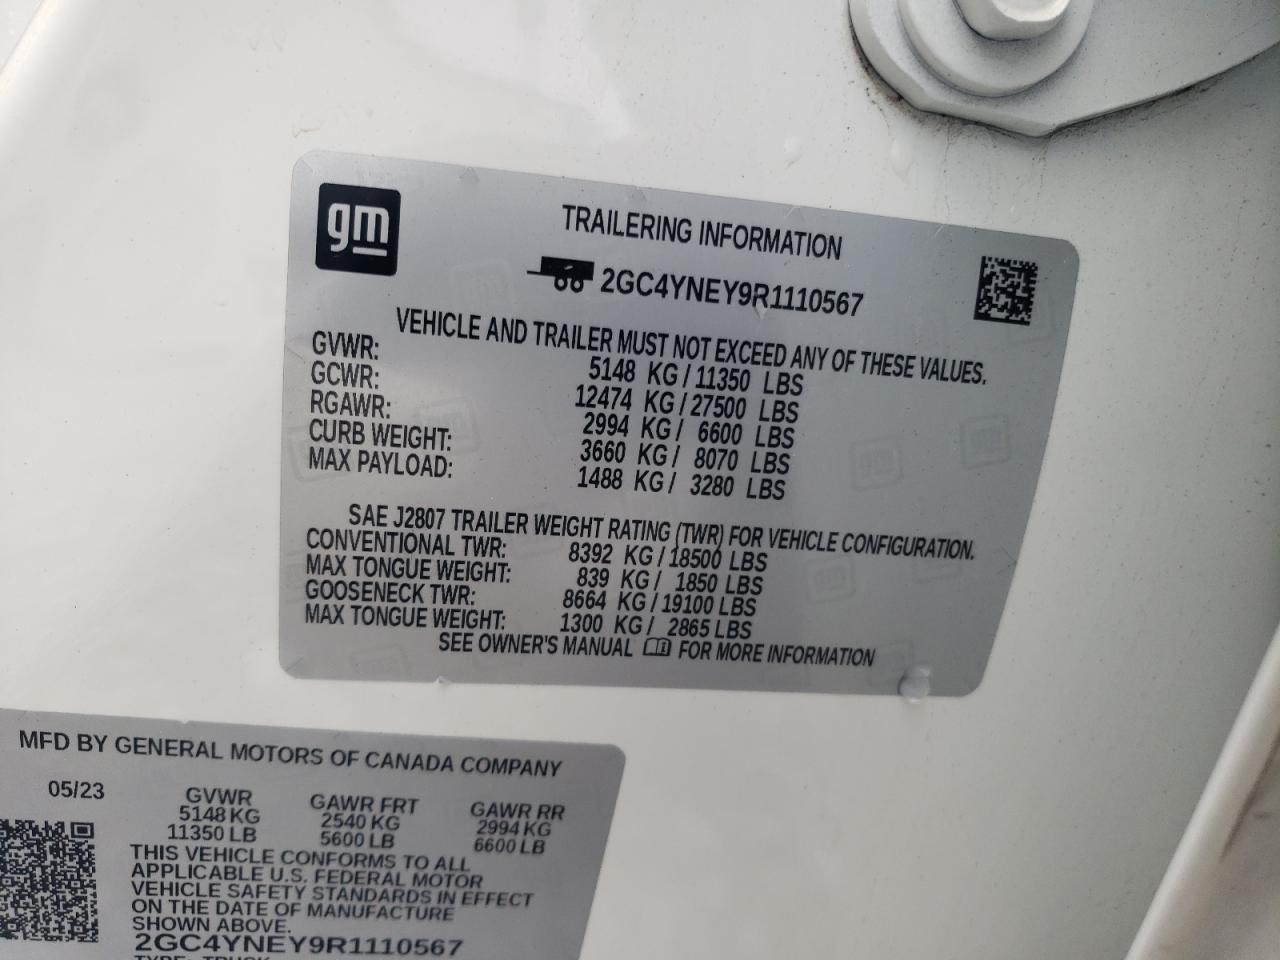 gm
TRAILERING INFORMATION
2GC4YNEY9R1110567
VEHICLE AND TRAILER MUST NOT EXCEED ANY OF THESE VALUES.
GVWR: 5148 KG / 11350 LBS
GCWR: 12474 KG / 27500 LBS
RGAWR: 2994 KG / 6600 LBS
CURB WEIGHT: 3660 KG / 8070 LBS
MAX PAYLOAD: 1488 KG / 3280 LBS
SAE J2807 TRAILER WEIGHT RATING (TWR) FOR VEHICLE CONFIGURATION.
CONVENTIONAL TWR: 8392 KG / 18500 LBS
MAX TONGUE WEIGHT: 839 KG / 1850 LBS
GOOSENECK TWR: 8664 KG / 19100 LBS
MAX TONGUE WEIGHT: 1300 KG / 2865 LBS
SEE OWNER'S MANUAL FOR MORE INFORMATION
MFD BY GENERAL MOTORS OF CANADA COMPANY
05/23 GVWR GAWR FRT GAWR RR
5148 KG 2540 KG 2994 KG
11350 LB 5600 LB 6600 LB
THIS VEHICLE CONFORMS TO ALL
APPLICABLE U.S. FEDERAL MOTOR
VEHICLE SAFETY STANDARDS IN EFFECT
ON THE DATE OF MANUFACTURE
SHOWN ABOVE.
2GC4YNEY9R1110567
TYPE: TRUCK